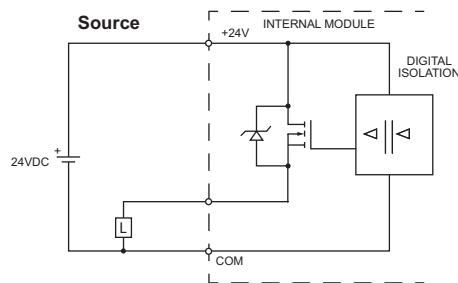 Source
INTERNAL MODULE
+24V
DIGITAL
ISOLATION
+
24VDC
L
COM